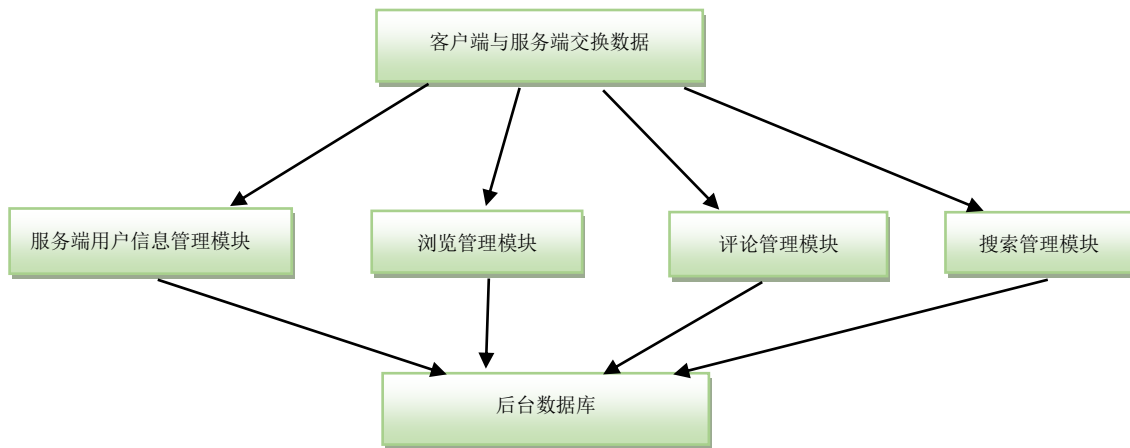 客户端与服务端交换数据
服务端用户信息管理模块
浏览管理模块
评论管理模块
搜索管理模块
后台数据库